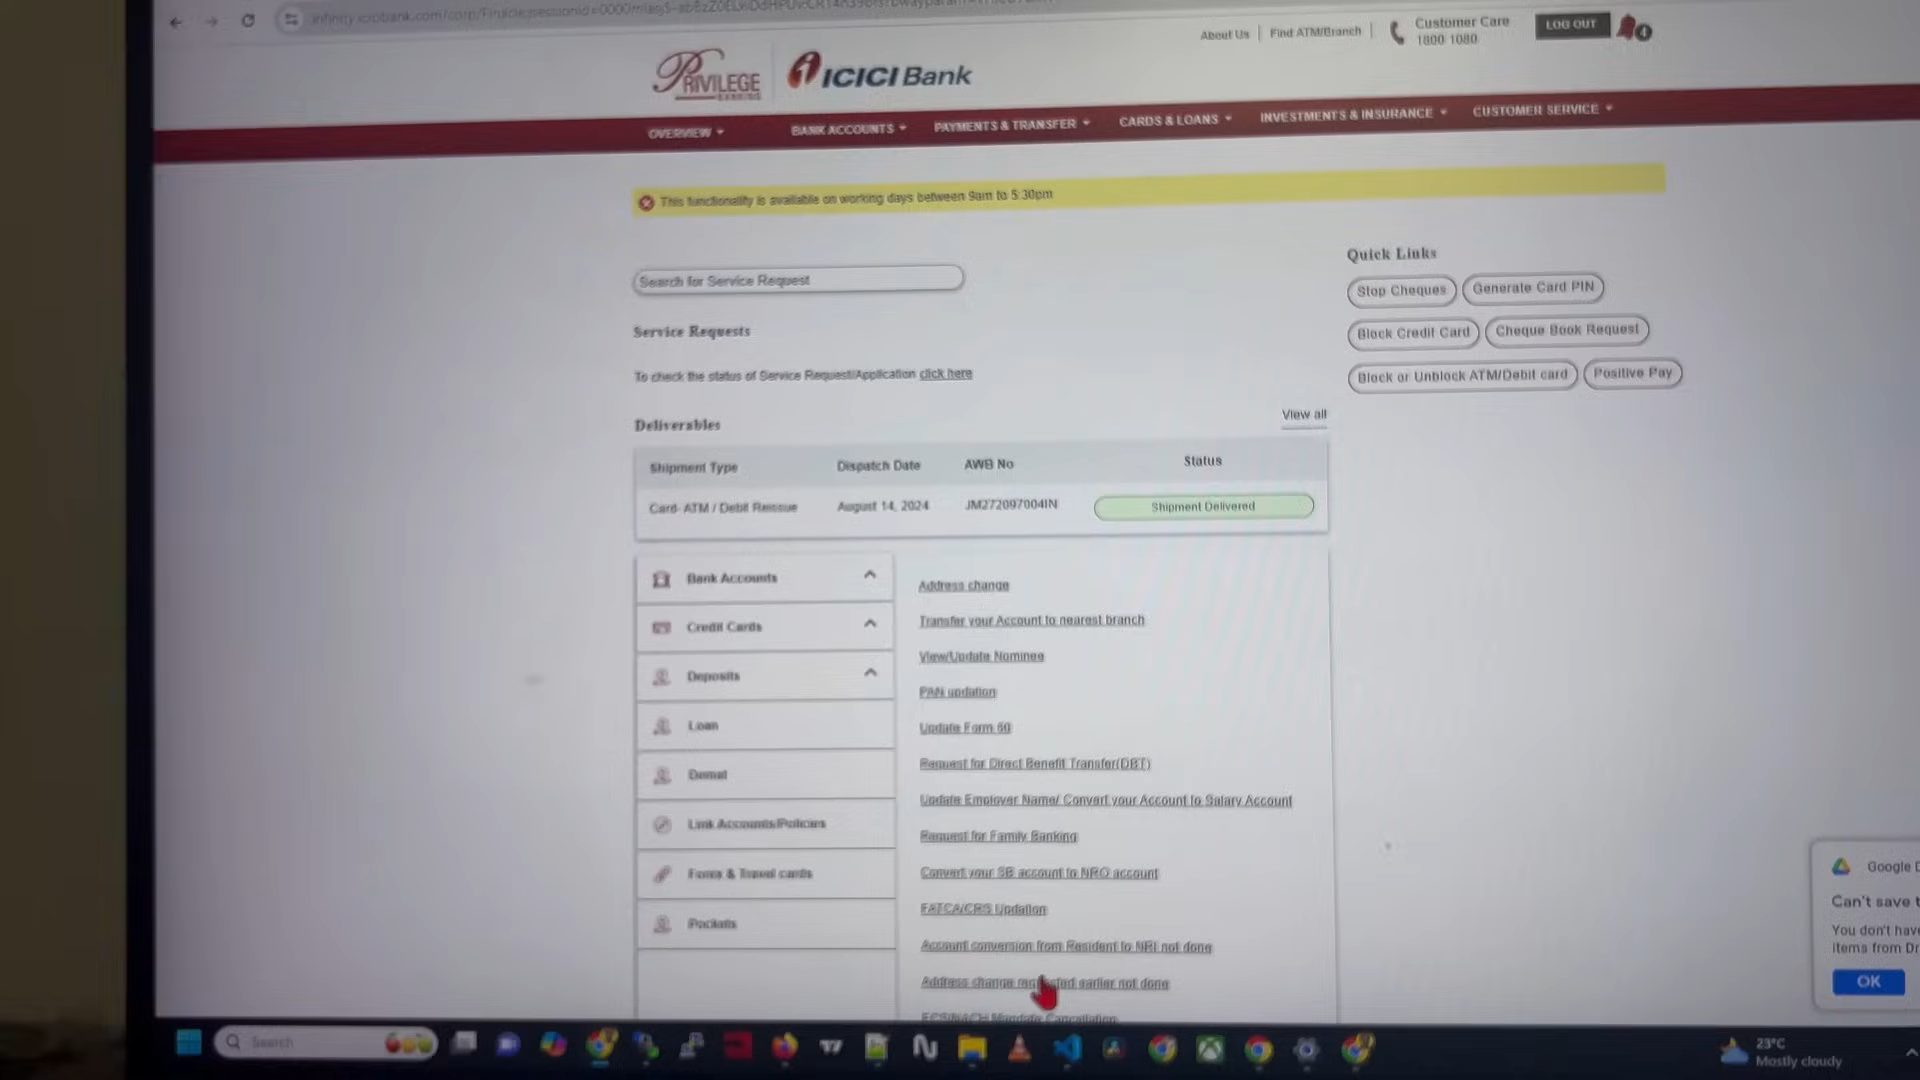 infinity.icicibank.com/corp/Finacle;jsessionid=0000mlasj5
About Us
Find ATM/Branch
Customer Care
1800 1080
LOG OUT
4
PRIVILEGE
BANKING
ICICI Bank
OVERVIEW
BANK ACCOUNTS
PAYMENTS & TRANSFER
CARDS & LOANS
INVESTMENTS & INSURANCE
CUSTOMER SERVICE
This functionality is available on working days between 9am to 5:30pm
Search for Service Request
Quick Links
Stop Cheques
Generate Card PIN
Block Credit Card
Cheque Book Request
Block or Unblock ATM/Debit card
Positive Pay
Service Requests
To check the status of Service Request/Application click here
Deliverables
View all
Shipment Type Dispatch Date AWB No Status
Card- ATM / Debit Reissue August 14, 2024 JM272097004IN Shipment Delivered
Bank Accounts
Credit Cards
Deposits
Loan
Demat
Link Accounts/Policies
Forex & Travel cards
Pockets
Address change
Transfer your Account to nearest branch
View/Update Nominee
PAN updation
Update Form 60
Request for Direct Benefit Transfer(DBT)
Update Employer Name/ Convert your Account to Salary Account
Request for Family Banking
Convert your SB account to NRO account
FATCA/CRS Updation
Account conversion from Resident to NRI not done
Address change requested earlier not done
ECS/NACH Mandate Cancellation
Google D
Can't save t
You don't have
items from Dr
OK
Search
23°C
Mostly cloudy